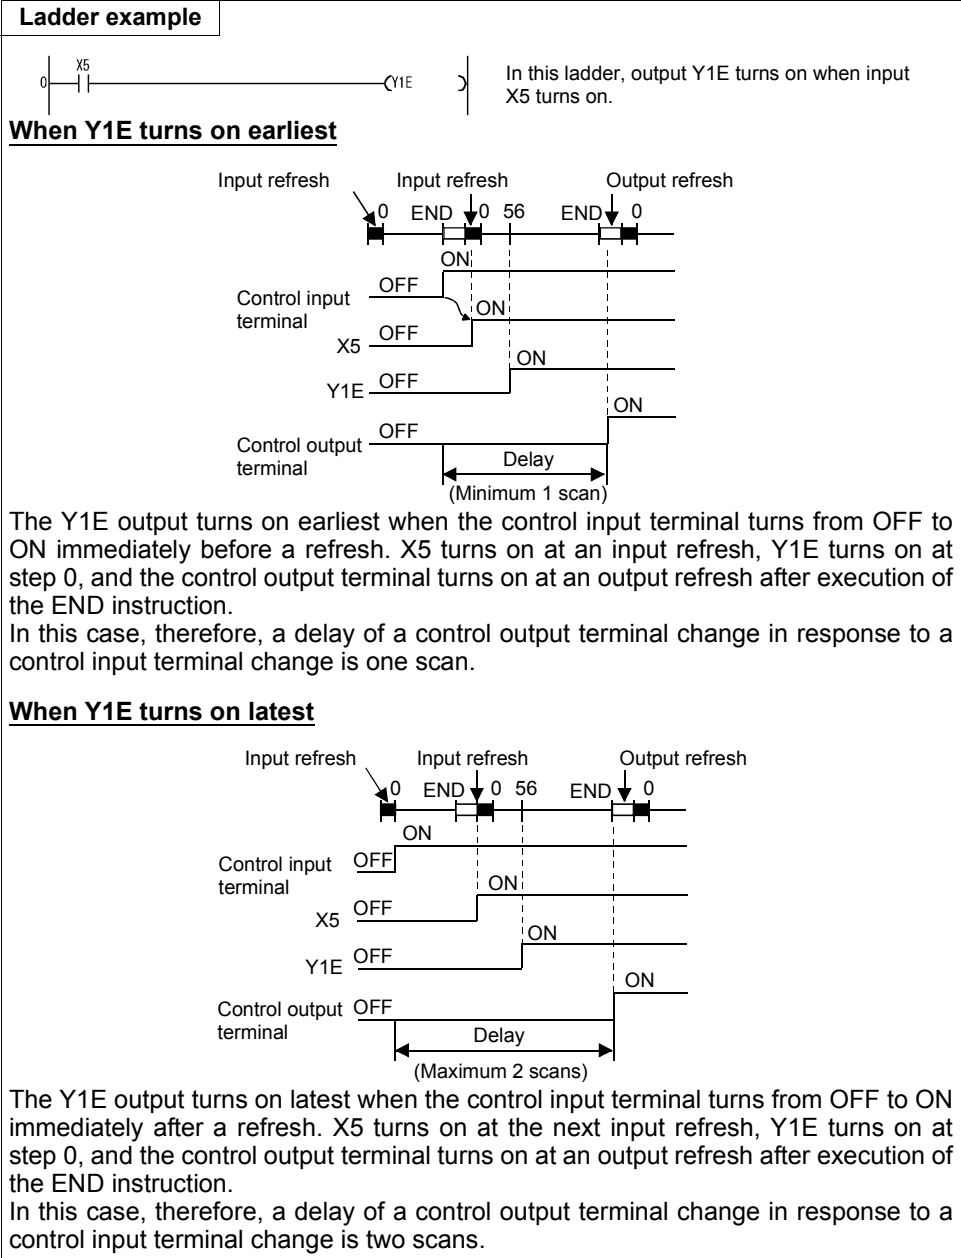 Ladder example
X5
0
Y1E
In this ladder, output Y1E turns on when input
X5 turns on.
When Y1E turns on earliest
Input refresh Input refresh Output refresh
0 END 0 56 END 0
ON
OFF
Control input
terminal
ON
X5 OFF
ON
Y1E OFF
ON
OFF
Control output
terminal
Delay
(Minimum 1 scan)
The Y1E output turns on earliest when the control input terminal turns from OFF to
ON immediately before a refresh. X5 turns on at an input refresh, Y1E turns on at
step 0, and the control output terminal turns on at an output refresh after execution of
the END instruction.
In this case, therefore, a delay of a control output terminal change in response to a
control input terminal change is one scan.
When Y1E turns on latest
Input refresh Input refresh Output refresh
0 END 0 56 END 0
ON
OFF
Control input
terminal
ON
X5 OFF
ON
Y1E OFF
ON
Control output OFF
terminal
Delay
(Maximum 2 scans)
The Y1E output turns on latest when the control input terminal turns from OFF to ON
immediately after a refresh. X5 turns on at the next input refresh, Y1E turns on at
step 0, and the control output terminal turns on at an output refresh after execution of
the END instruction.
In this case, therefore, a delay of a control output terminal change in response to a
control input terminal change is two scans.